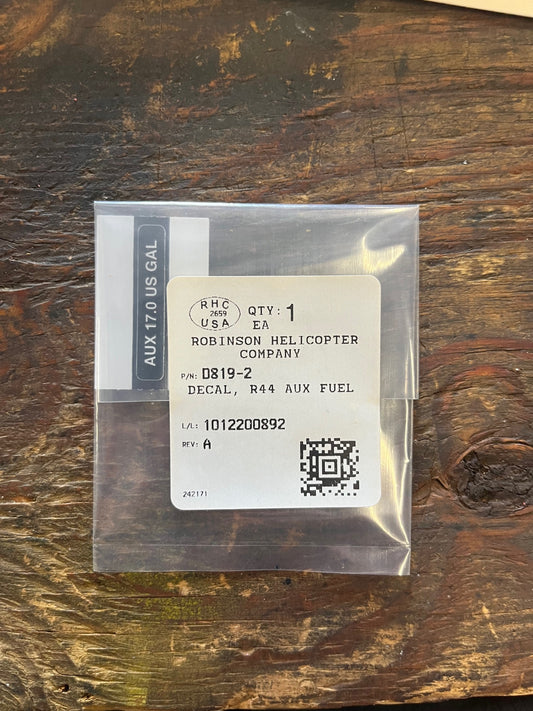 AUX 17.0 US GAL
RHC
2659
USA
QTY: 1
EA
ROBINSON HELICOPTER
COMPANY
P/N: D819-2
DECAL, R44 AUX FUEL
L/L: 1012200892
REV: A
242171